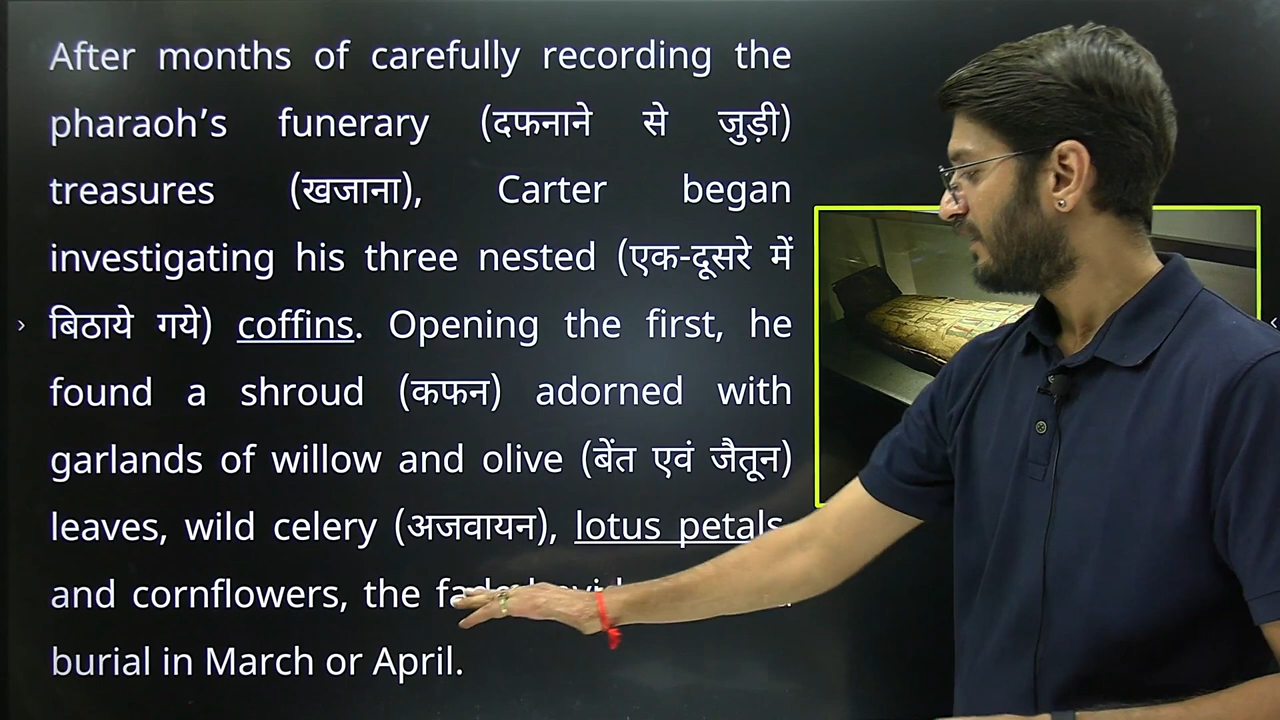 After months of carefully recording the
pharaoh’s funerary (दफनाने से जुड़ी)
treasures (खजाना), Carter began
investigating his three nested (एक-दूसरे में
बिठाये गये) coffins. Opening the first, he
found a shroud (कफन) adorned with
garlands of willow and olive (बेंत एवं जैतून)
leaves, wild celery (अजवायन), lotus petals
and cornflowers, the
burial in March or April.